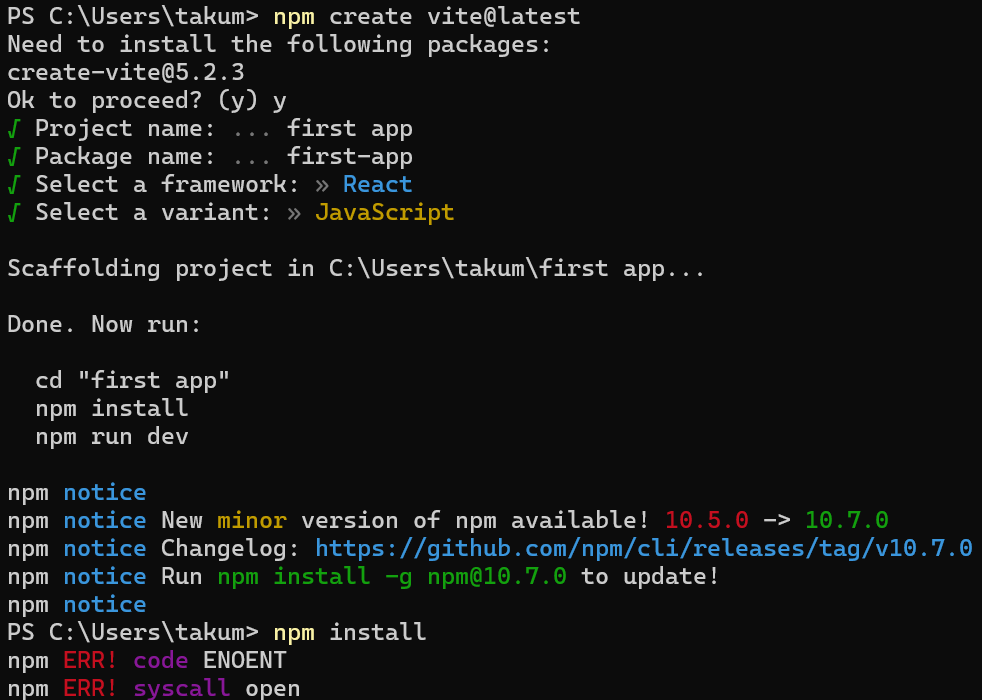 PS C:\Users\takum> npm create vite@latest
Need to install the following packages:
create-vite@5.2.3
Ok to proceed? (y) y
√ Project name: ... first app
√ Package name: ... first-app
√ Select a framework: » React
√ Select a variant: » JavaScript
Scaffolding project in C:\Users\takum\first app...
Done. Now run:
cd "first app"
npm install
npm run dev
npm notice
npm notice New minor version of npm available! 10.5.0 -> 10.7.0
npm notice Changelog: https://github.com/npm/cli/releases/tag/v10.7.0
npm notice Run npm install -g npm@10.7.0 to update!
npm notice
PS C:\Users\takum> npm install
npm ERR! code ENOENT
npm ERR! syscall open